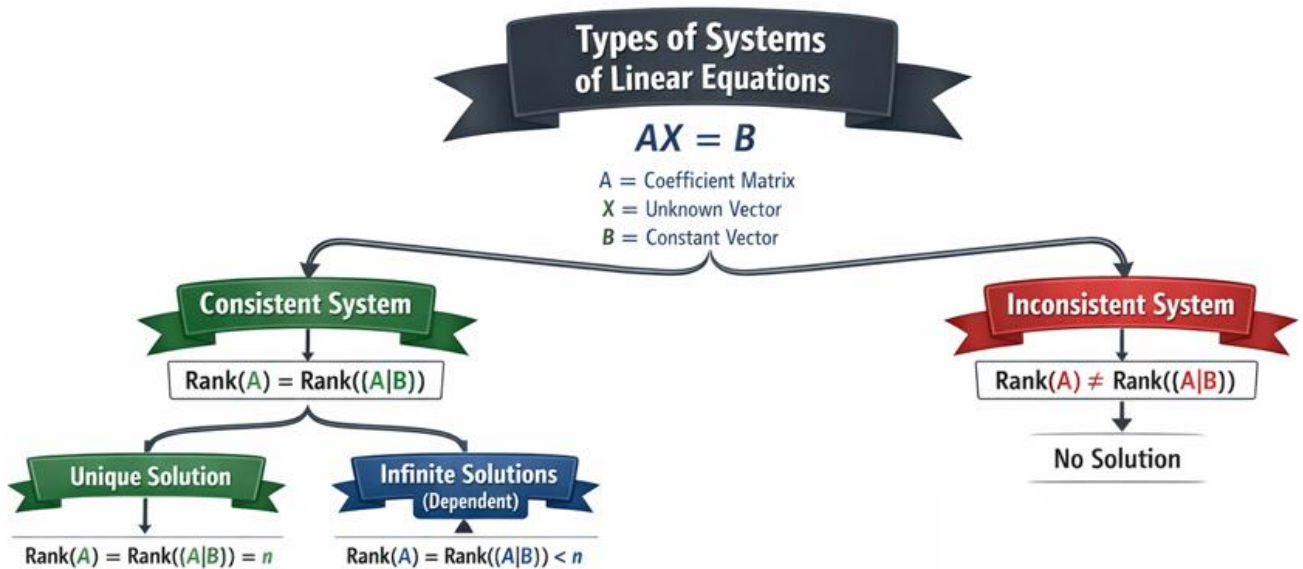 Types of Systems
of Linear Equations
AX = B
A = Coefficient Matrix
X = Unknown Vector
B = Constant Vector
Consistent System
Rank(A) = Rank((A|B))
Unique Solution
Rank(A) = Rank((A|B)) = n
Infinite Solutions
(Dependent)
Rank(A) = Rank((A|B)) < n
Inconsistent System
Rank(A) ≠ Rank((A|B))
No Solution